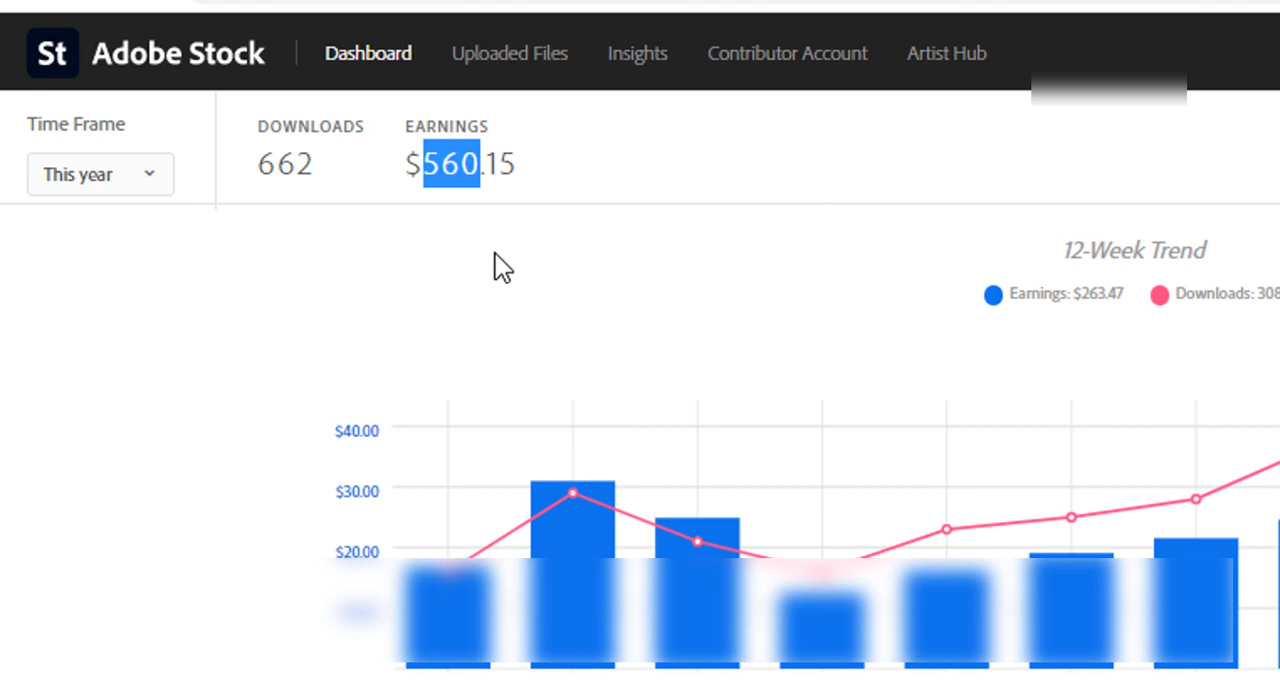 St Adobe Stock Dashboard Uploaded Files Insights Contributor Account Artist Hub
Time Frame
This year
DOWNLOADS
662
EARNINGS
$560.15
12-Week Trend
Earnings: $263.47 Downloads: 308
$40.00
$30.00
$20.00